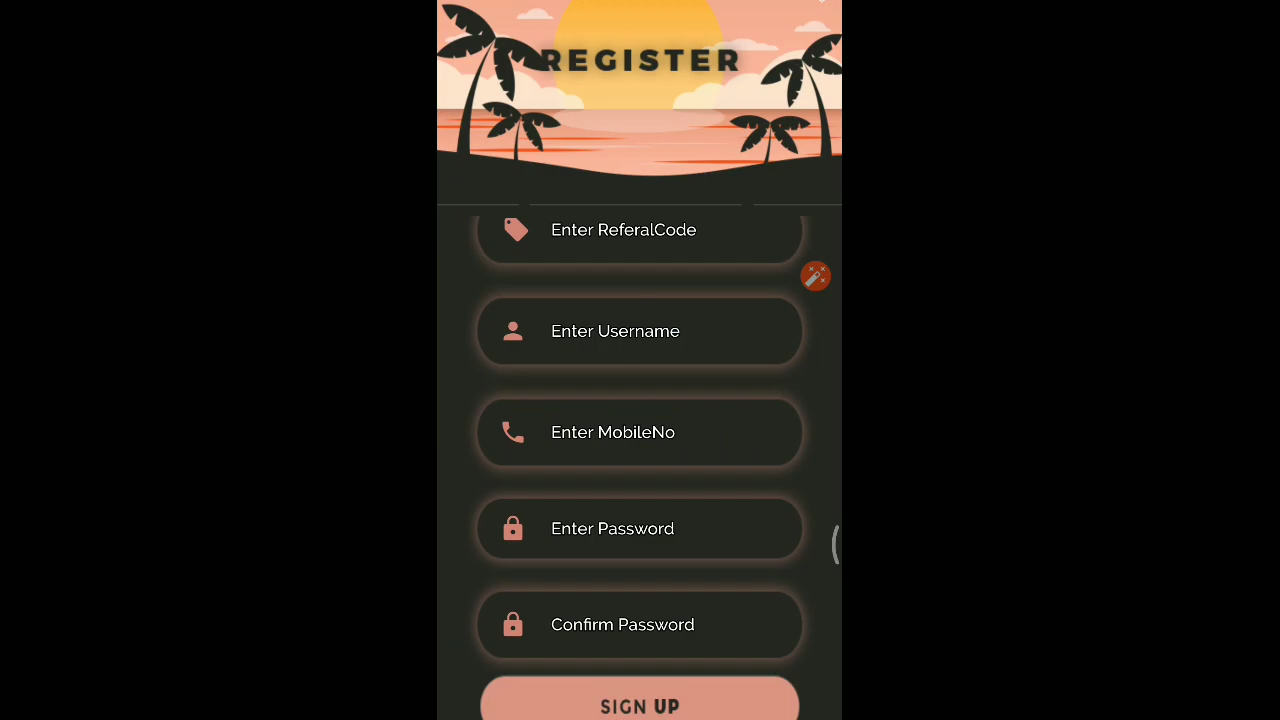 REGISTER
Enter ReferalCode
Enter Username
Enter MobileNo
Enter Password
Confirm Password
SIGN UP